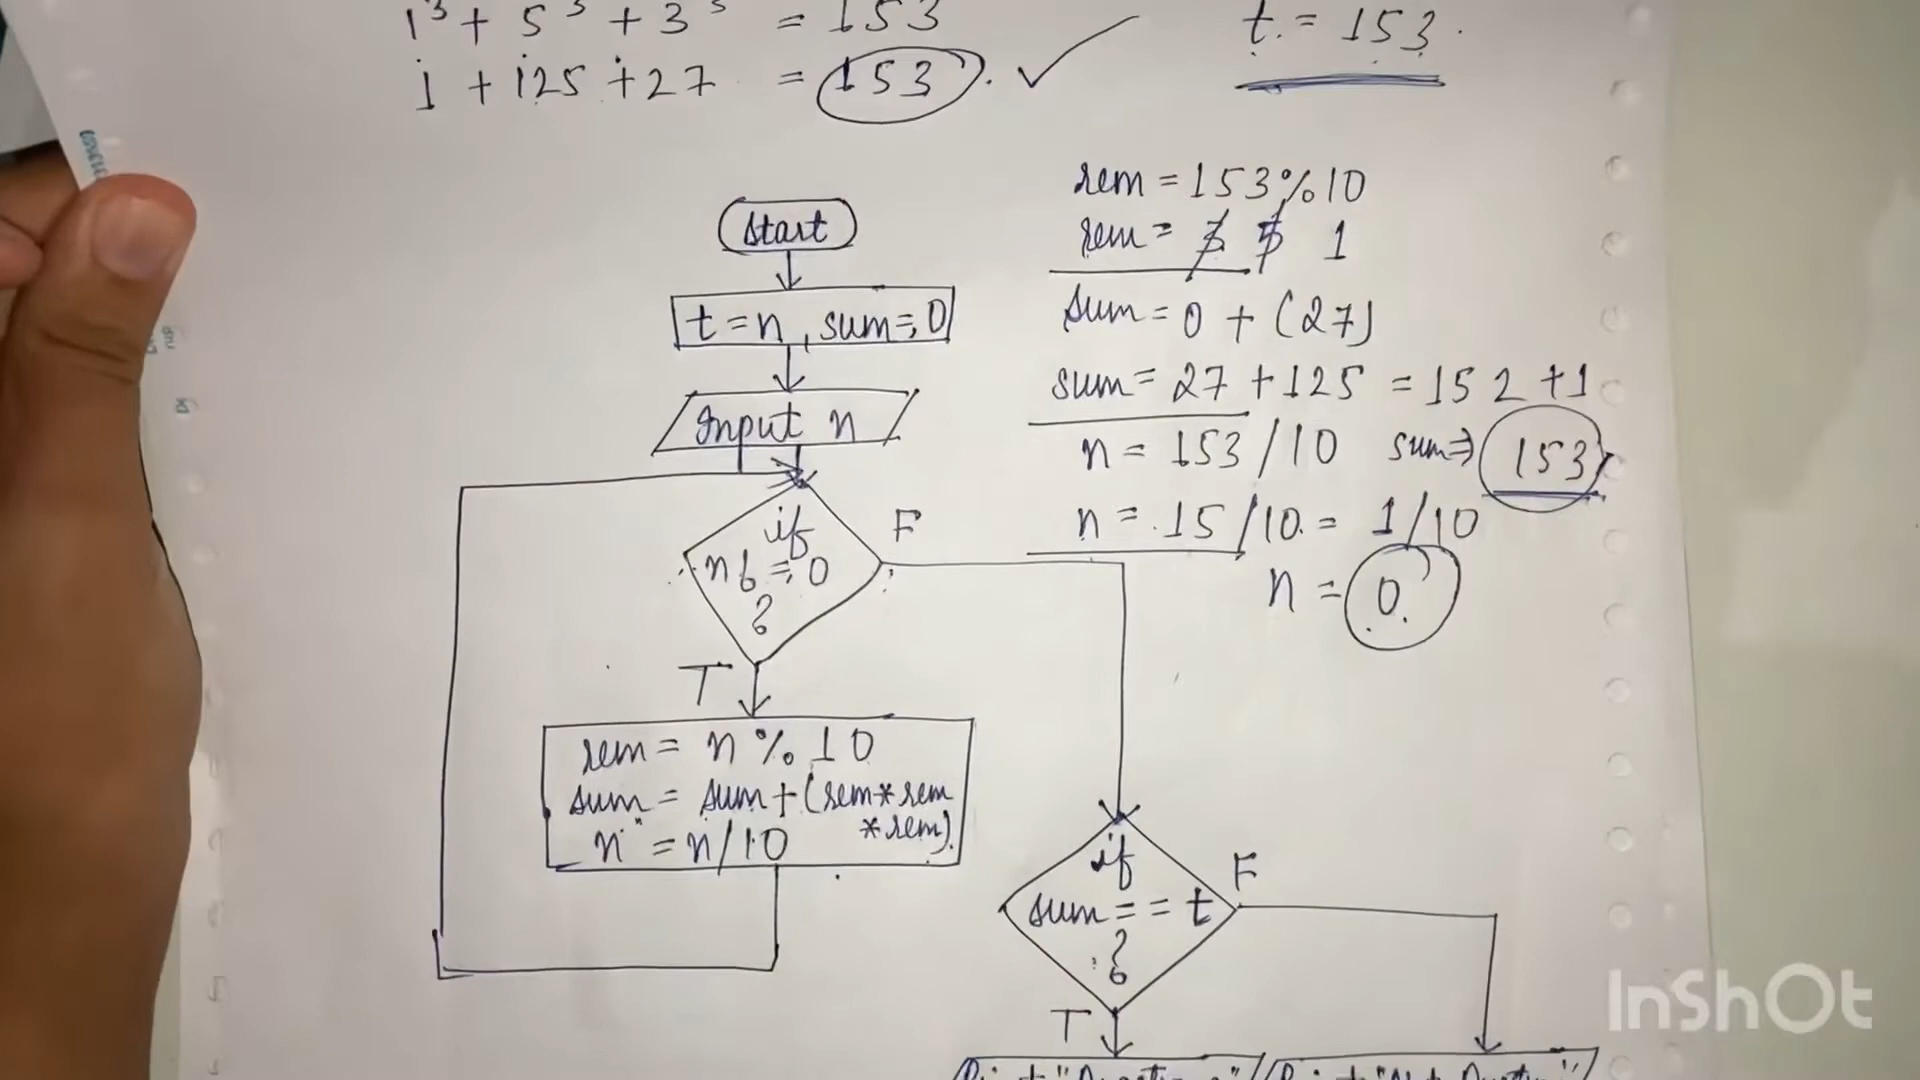 1³ + 5³ + 3³ = 153
1 + 125 + 27 = 153.
t = 153.
Start
t = n, sum = 0
Input n
if
n != 0
?
F
T
rem = n % 10
sum = sum + (rem * rem
* rem)
n = n/10
if
sum == t
?
F
T
rem = 153 % 10
rem = 3 5 1
sum = 0 + (27)
sum = 27 + 125 = 152 + 1
n = 153/10 sum ⇒ 153
n = 15/10 = 1/10
n = 0
InShOt